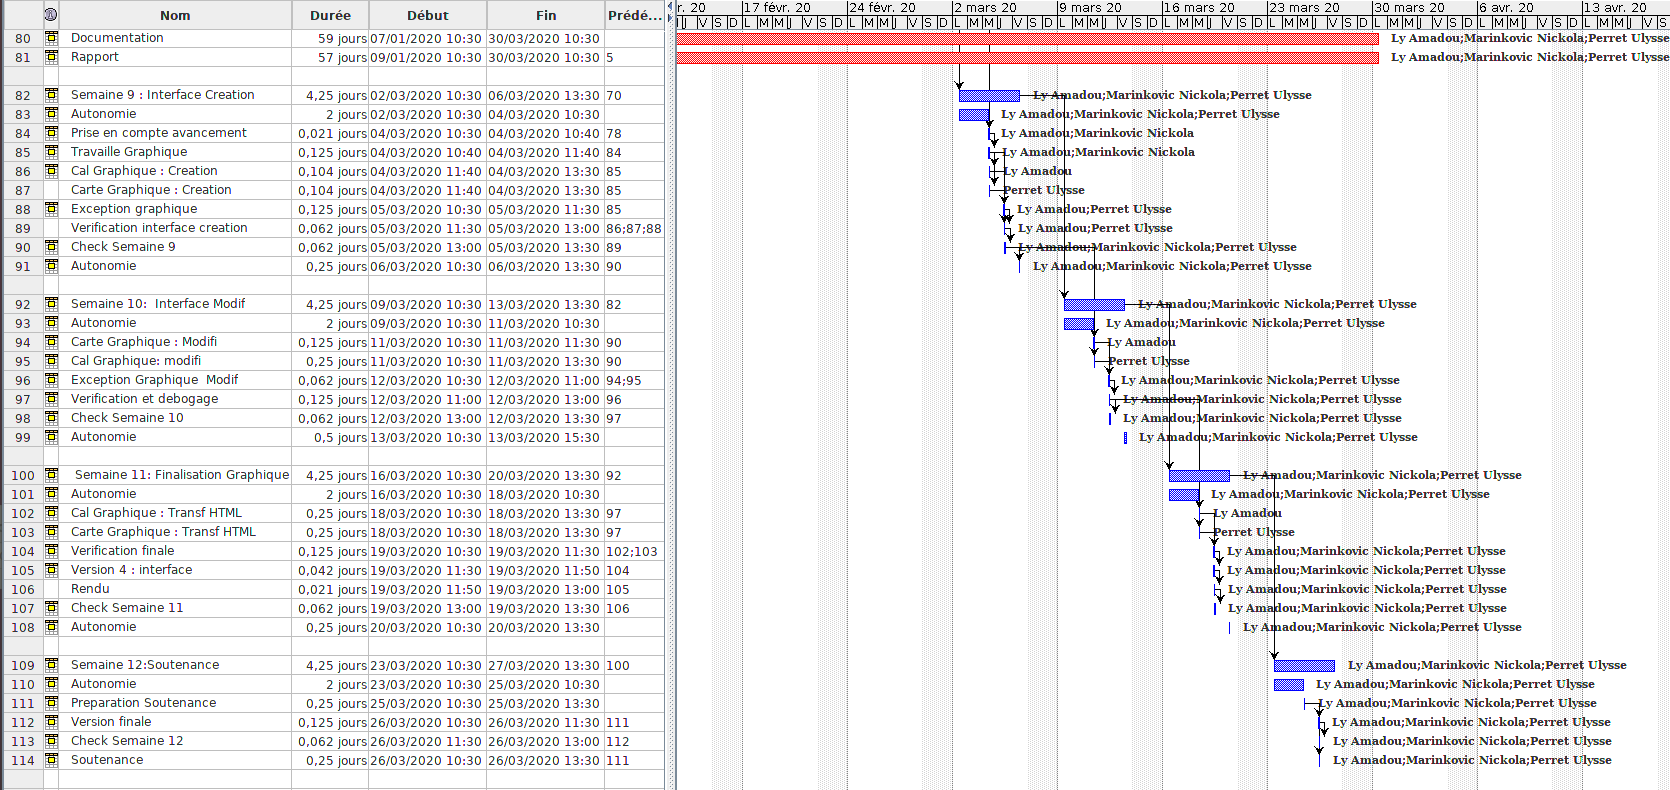 Nom Durée Début Fin Prédé... r. 20 17 févr. 20 24 févr. 20 2 mars 20 9 mars 20 16 mars 20 23 mars 20 30 mars 20 6 avr. 20 13 avr. 20
80 Documentation 59 jours 07/01/2020 10:30 30/03/2020 10:30 Ly Amadou;Marinkovic Nickola;Perret Ulysse
81 Rapport 57 jours 09/01/2020 10:30 30/03/2020 10:30 5 Ly Amadou;Marinkovic Nickola;Perret Ulysse
82 Semaine 9 : Interface Creation 4,25 jours 02/03/2020 10:30 06/03/2020 13:30 70 Ly Amadou;Marinkovic Nickola;Perret Ulysse
83 Autonomie 2 jours 02/03/2020 10:30 04/03/2020 10:30 Ly Amadou;Marinkovic Nickola;Perret Ulysse
84 Prise en compte avancement 0,021 jours 04/03/2020 10:30 04/03/2020 10:40 78 Ly Amadou;Marinkovic Nickola
85 Travaille Graphique 0,125 jours 04/03/2020 10:40 04/03/2020 11:40 84 Ly Amadou;Marinkovic Nickola
86 Cal Graphique : Creation 0,104 jours 04/03/2020 11:40 04/03/2020 13:30 85 Ly Amadou
87 Carte Graphique : Creation 0,104 jours 04/03/2020 11:40 04/03/2020 13:30 85 Perret Ulysse
88 Exception graphique 0,125 jours 05/03/2020 10:30 05/03/2020 11:30 85 Ly Amadou;Perret Ulysse
89 Verification interface creation 0,062 jours 05/03/2020 11:30 05/03/2020 13:00 86;87;88 Ly Amadou;Perret Ulysse
90 Check Semaine 9 0,062 jours 05/03/2020 13:00 05/03/2020 13:30 89 Ly Amadou;Marinkovic Nickola;Perret Ulysse
91 Autonomie 0,25 jours 06/03/2020 10:30 06/03/2020 13:30 90 Ly Amadou;Marinkovic Nickola;Perret Ulysse
92 Semaine 10: Interface Modif 4,25 jours 09/03/2020 10:30 13/03/2020 13:30 82 Ly Amadou;Marinkovic Nickola;Perret Ulysse
93 Autonomie 2 jours 09/03/2020 10:30 11/03/2020 10:30 Ly Amadou;Marinkovic Nickola;Perret Ulysse
94 Carte Graphique : Modifi 0,125 jours 11/03/2020 10:30 11/03/2020 11:30 90 Ly Amadou
95 Cal Graphique: modifi 0,25 jours 11/03/2020 10:30 11/03/2020 13:30 90 Perret Ulysse
96 Exception Graphique Modif 0,062 jours 12/03/2020 10:30 12/03/2020 11:00 94;95 Ly Amadou;Marinkovic Nickola;Perret Ulysse
97 Verification et debogage 0,125 jours 12/03/2020 11:00 12/03/2020 13:00 96 Ly Amadou;Marinkovic Nickola;Perret Ulysse
98 Check Semaine 10 0,062 jours 12/03/2020 13:00 12/03/2020 13:30 97 Ly Amadou;Marinkovic Nickola;Perret Ulysse
99 Autonomie 0,5 jours 13/03/2020 10:30 13/03/2020 15:30 Ly Amadou;Marinkovic Nickola;Perret Ulysse
100 Semaine 11: Finalisation Graphique 4,25 jours 16/03/2020 10:30 20/03/2020 13:30 92 Ly Amadou;Marinkovic Nickola;Perret Ulysse
101 Autonomie 2 jours 16/03/2020 10:30 18/03/2020 10:30 Ly Amadou;Marinkovic Nickola;Perret Ulysse
102 Cal Graphique : Transf HTML 0,25 jours 18/03/2020 10:30 18/03/2020 13:30 97 Ly Amadou
103 Carte Graphique : Transf HTML 0,25 jours 18/03/2020 10:30 18/03/2020 13:30 97 Perret Ulysse
104 Verification finale 0,125 jours 19/03/2020 10:30 19/03/2020 11:30 102;103 Ly Amadou;Marinkovic Nickola;Perret Ulysse
105 Version 4 : interface 0,042 jours 19/03/2020 11:30 19/03/2020 11:50 104 Ly Amadou;Marinkovic Nickola;Perret Ulysse
106 Rendu 0,021 jours 19/03/2020 11:50 19/03/2020 13:00 105 Ly Amadou;Marinkovic Nickola;Perret Ulysse
107 Check Semaine 11 0,062 jours 19/03/2020 13:00 19/03/2020 13:30 106 Ly Amadou;Marinkovic Nickola;Perret Ulysse
108 Autonomie 0,25 jours 20/03/2020 10:30 20/03/2020 13:30 Ly Amadou;Marinkovic Nickola;Perret Ulysse
109 Semaine 12:Soutenance 4,25 jours 23/03/2020 10:30 27/03/2020 13:30 100 Ly Amadou;Marinkovic Nickola;Perret Ulysse
110 Autonomie 2 jours 23/03/2020 10:30 25/03/2020 10:30 Ly Amadou;Marinkovic Nickola;Perret Ulysse
111 Preparation Soutenance 0,25 jours 25/03/2020 10:30 25/03/2020 13:30 Ly Amadou;Marinkovic Nickola;Perret Ulysse
112 Version finale 0,125 jours 26/03/2020 10:30 26/03/2020 11:30 111 Ly Amadou;Marinkovic Nickola;Perret Ulysse
113 Check Semaine 12 0,062 jours 26/03/2020 11:30 26/03/2020 13:00 112 Ly Amadou;Marinkovic Nickola;Perret Ulysse
114 Soutenance 0,25 jours 26/03/2020 10:30 26/03/2020 13:30 111 Ly Amadou;Marinkovic Nickola;Perret Ulysse